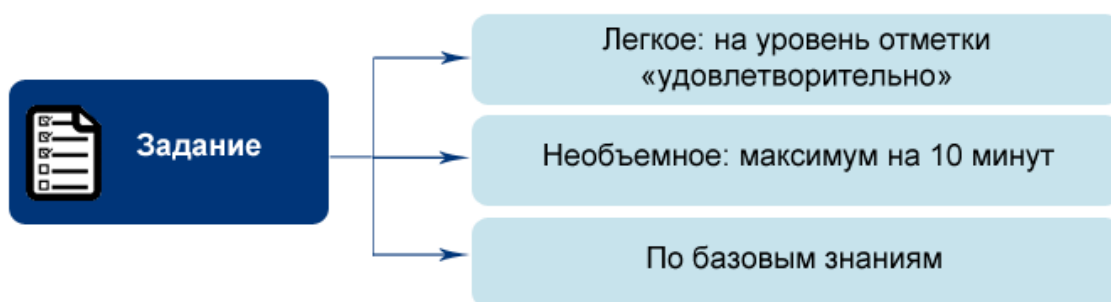 Задание
Легкое: на уровень отметки
«удовлетворительно»
Необъемное: максимум на 10 минут
По базовым знаниям